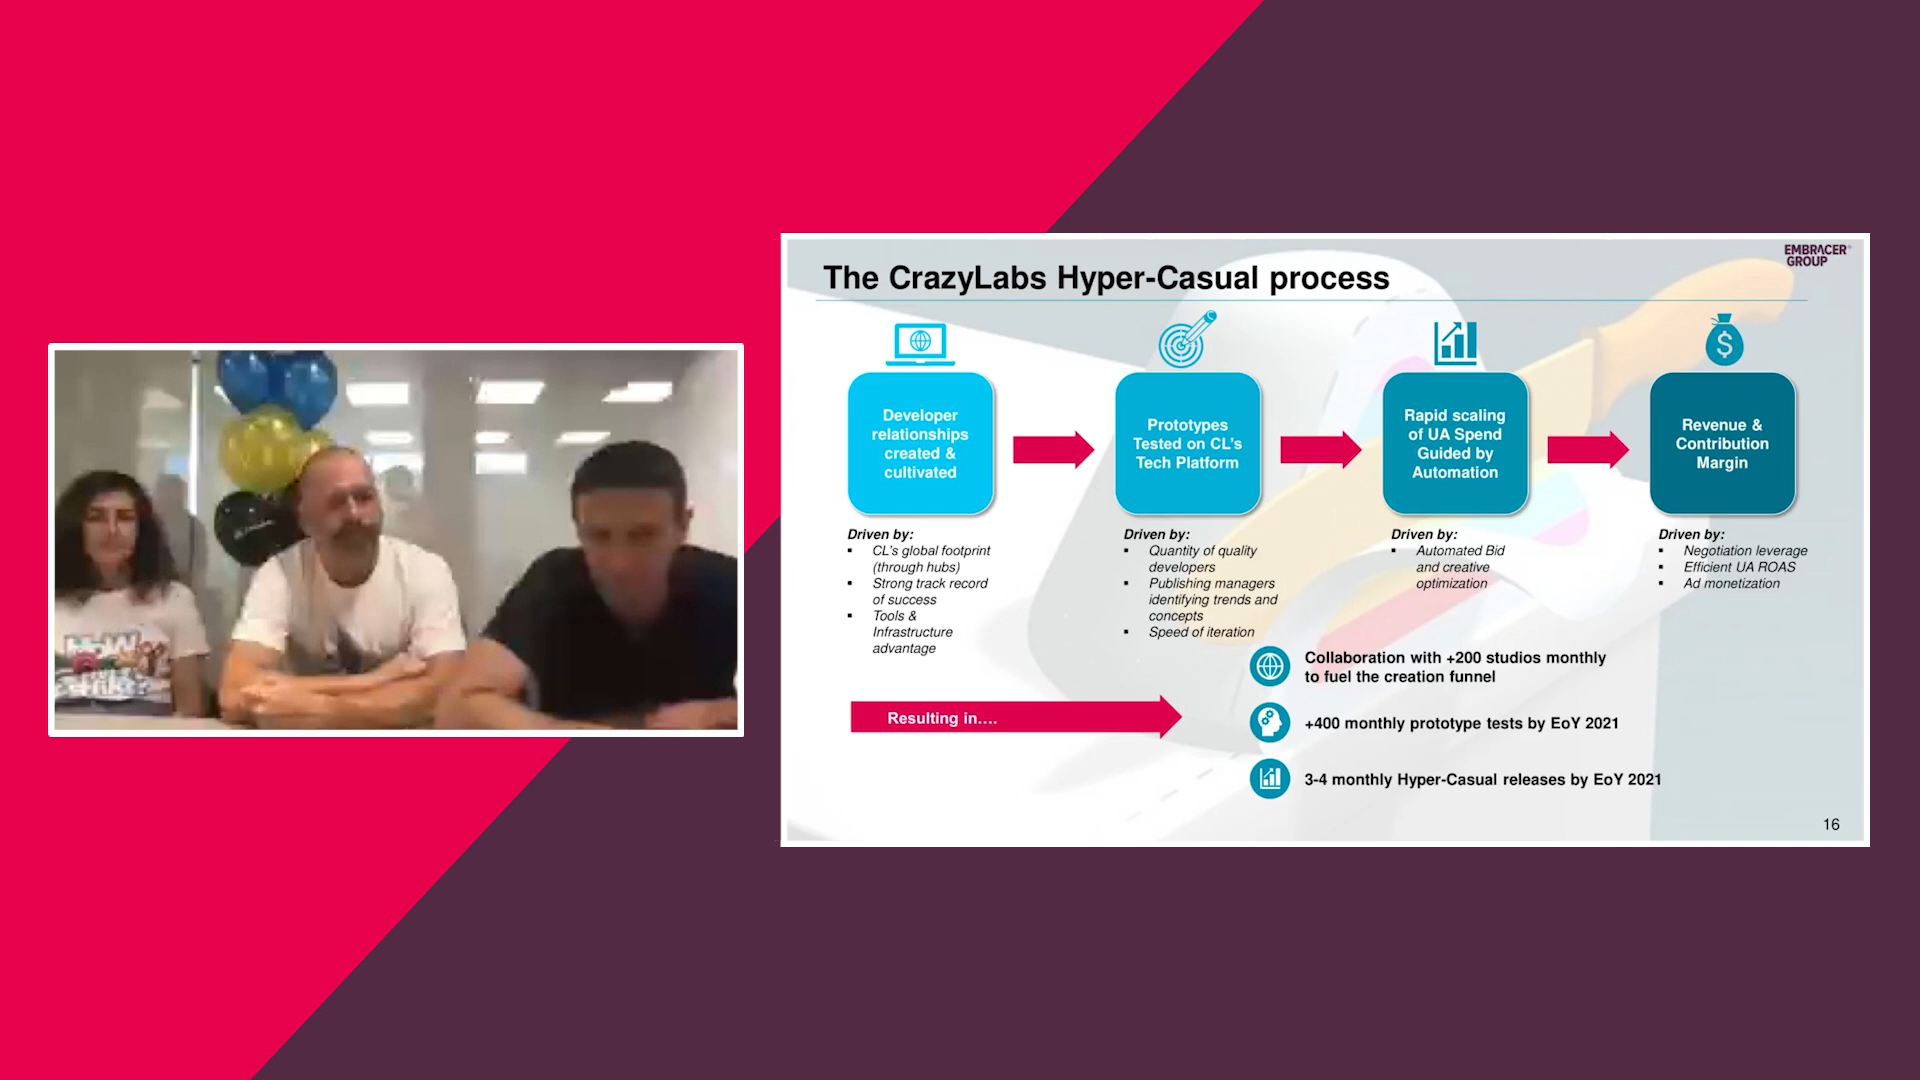 EMBRACER
GROUP
The CrazyLabs Hyper-Casual process
Developer
relationships
created &
cultivated
Prototypes
Tested on CL's
Tech Platform
Rapid scaling
of UA Spend
Guided by
Automation
Revenue &
Contribution
Margin
Driven by:
▪ CL's global footprint
(through hubs)
▪ Strong track record
of success
▪ Tools &
Infrastructure
advantage
Driven by:
▪ Quantity of quality
developers
▪ Publishing managers
identifying trends and
concepts
▪ Speed of iteration
Driven by:
▪ Automated Bid
and creative
optimization
Driven by:
▪ Negotiation leverage
▪ Efficient UA ROAS
▪ Ad monetization
Resulting in....
Collaboration with +200 studios monthly
to fuel the creation funnel
+400 monthly prototype tests by EoY 2021
3-4 monthly Hyper-Casual releases by EoY 2021
16